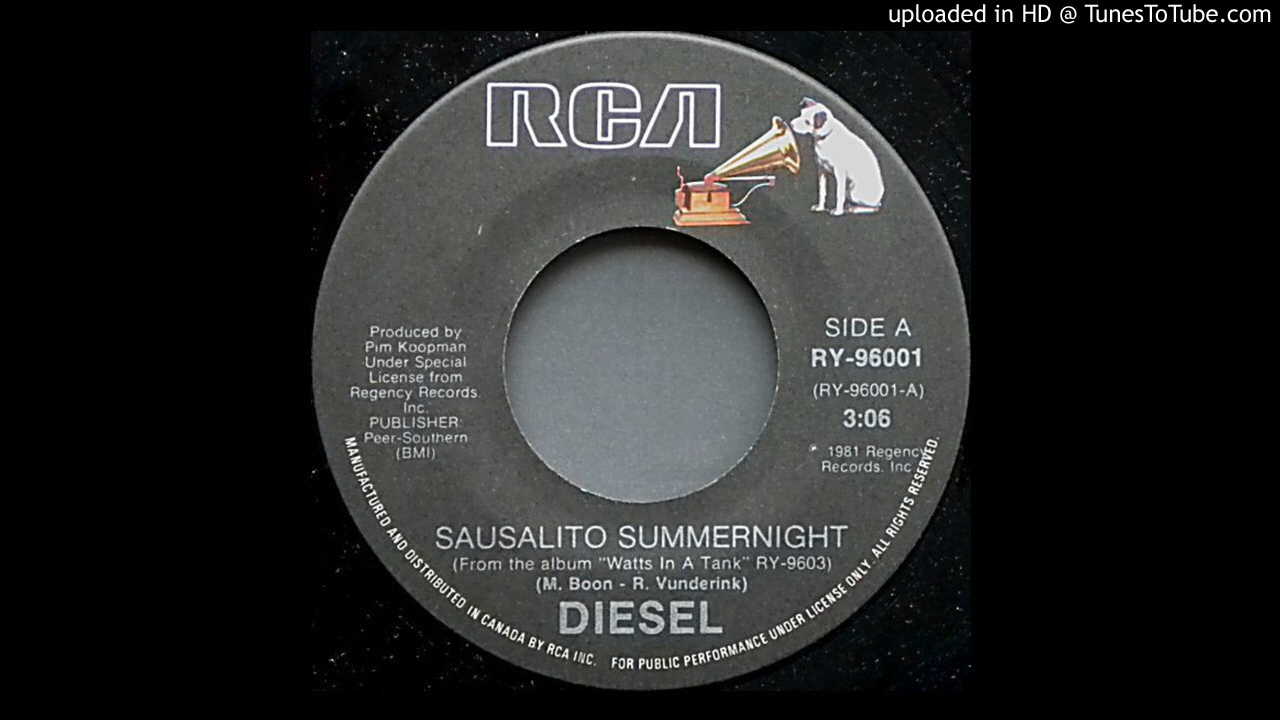 uploaded in HD @ TunesToTube.com
RCA
Produced by
Pim Koopman
Under Special
License from
Regency Records,
Inc.
PUBLISHER:
Peer-Southern
(BMI)
SIDE A
RY-96001
(RY-96001-A)
3:06
℗ 1981 Regency
Records, Inc.
SAUSALITO SUMMERNIGHT
(From the album "Watts In A Tank" RY-9603)
(M. Boon - R. Vunderink)
DIESEL
MANUFACTURED AND DISTRIBUTED IN CANADA BY RCA INC. FOR PUBLIC PERFORMANCE UNDER LICENSE ONLY. ALL RIGHTS RESERVED.